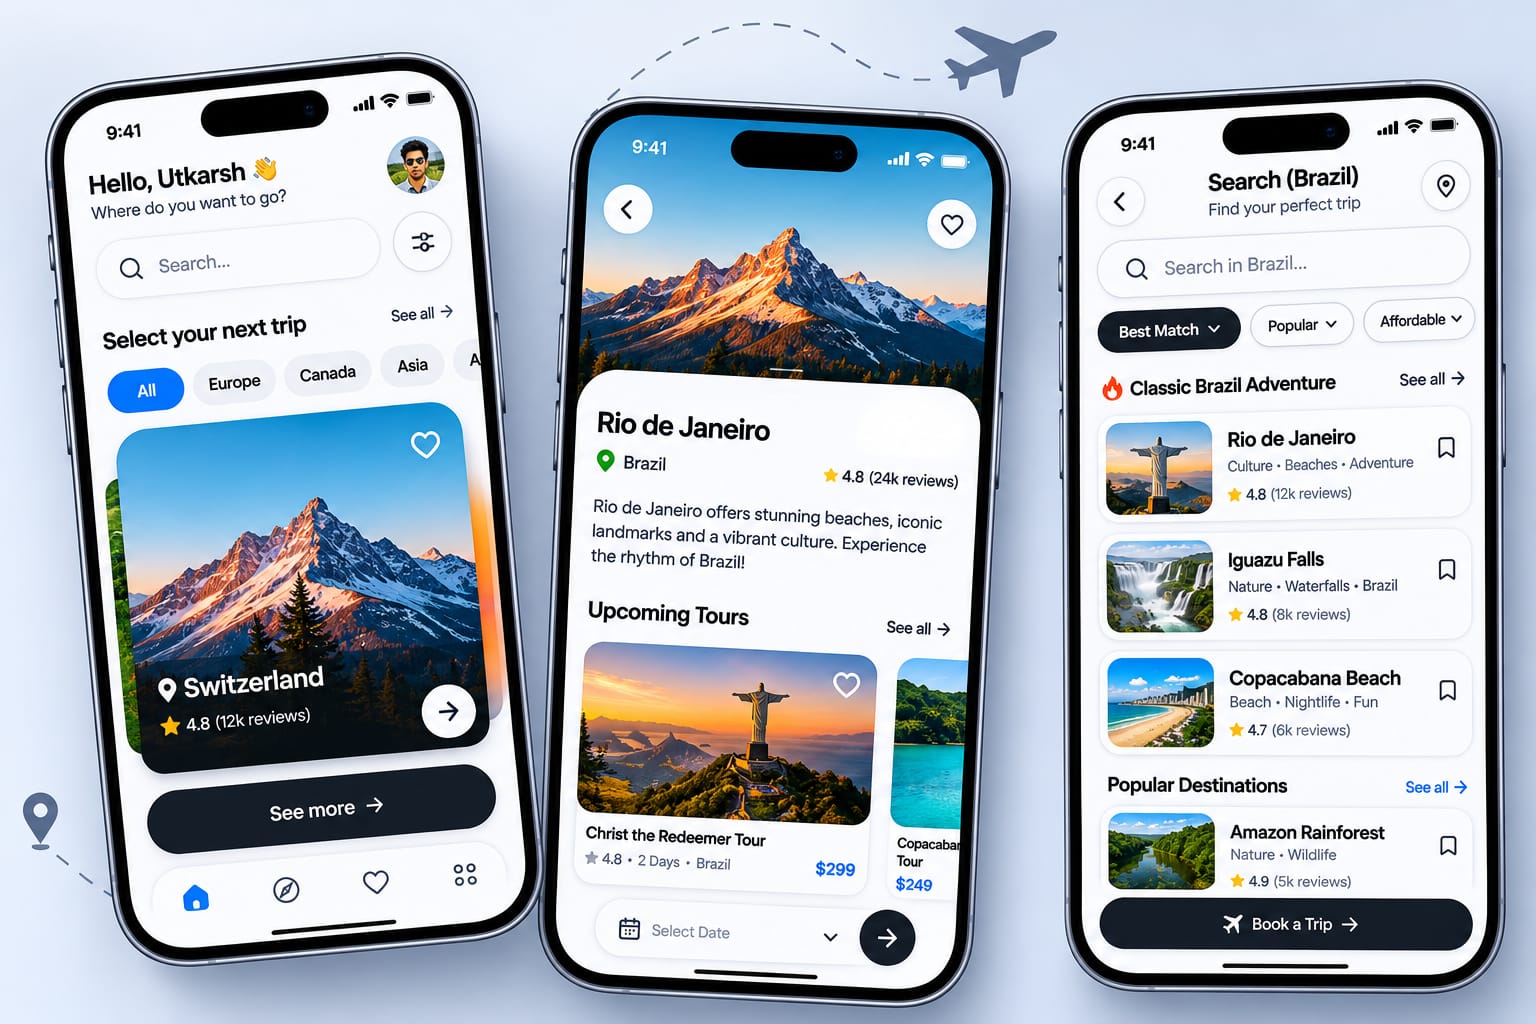 9:41
Hello, Utkarsh 👋
Where do you want to go?
Search...
Select your next trip
See all →
All
Europe
Canada
Asia
A
Switzerland
4.8 (12k reviews)
See more →
9:41
Rio de Janeiro
Brazil
4.8 (24k reviews)
Rio de Janeiro offers stunning beaches, iconic
landmarks and a vibrant culture. Experience
the rhythm of Brazil!
Upcoming Tours
See all →
Christ the Redeemer Tour
4.8 • 2 Days • Brazil
$299
Copacabar
Tour
$249
Select Date
9:41
Search (Brazil)
Find your perfect trip
Search in Brazil...
Best Match
Popular
Affordable
Classic Brazil Adventure
See all →
Rio de Janeiro
Culture • Beaches • Adventure
4.8 (12k reviews)
Iguazu Falls
Nature • Waterfalls • Brazil
4.8 (8k reviews)
Copacabana Beach
Beach • Nightlife • Fun
4.7 (6k reviews)
Popular Destinations
See all →
Amazon Rainforest
Nature • Wildlife
4.9 (5k reviews)
Book a Trip →